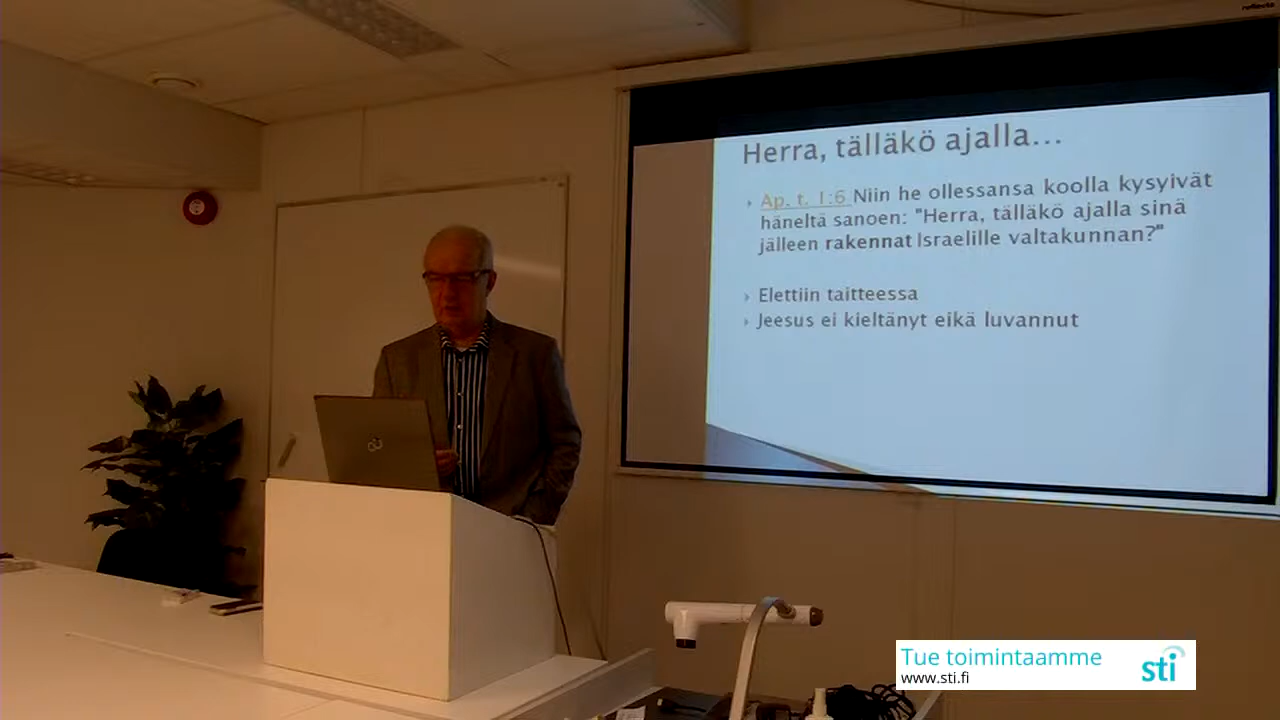 reflecta
Herra, tälläkö ajalla...
Ap. t. 1:6 Niin he ollessansa koolla kysyivät
häneltä sanoen: "Herra, tälläkö ajalla sinä
jälleen rakennat Israelille valtakunnan?"
Elettiin taitteessa
Jeesus ei kieltänyt eikä luvannut
Tue toimintaamme
www.sti.fi
sti